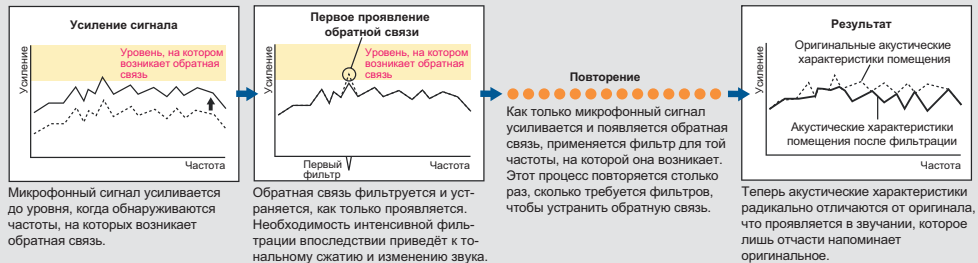 Усиление сигнала
Усиление
Уровень, на котором
возникает обратная
связь
Частота
Микрофонный сигнал усиливается
до уровня, когда обнаруживаются
частоты, на которых возникает
обратная связь.
Первое проявление
обратной связи
Усиление
Уровень, на котором
возникает обратная
связь
Первый
фильтр
Частота
Обратная связь фильтруется и уст-
раняется, как только проявляется.
Необходимость интенсивной филь-
трации впоследствии приведёт к то-
нальному сжатию и изменению звука.
Повторение
Как только микрофонный сигнал
усиливается и появляется обратная
связь, применяется фильтр для той
частоты, на которой она возникает.
Этот процесс повторяется столько
раз, сколько требуется фильтров,
чтобы устранить обратную связь.
Результат
Усиление
Оригинальные акустические
характеристики помещения
Акустические характеристики
помещения после фильтрации
Частота
Теперь акустические характеристики
радикально отличаются от оригинала,
что проявляется в звучании, которое
лишь отчасти напоминает
оригинальное.